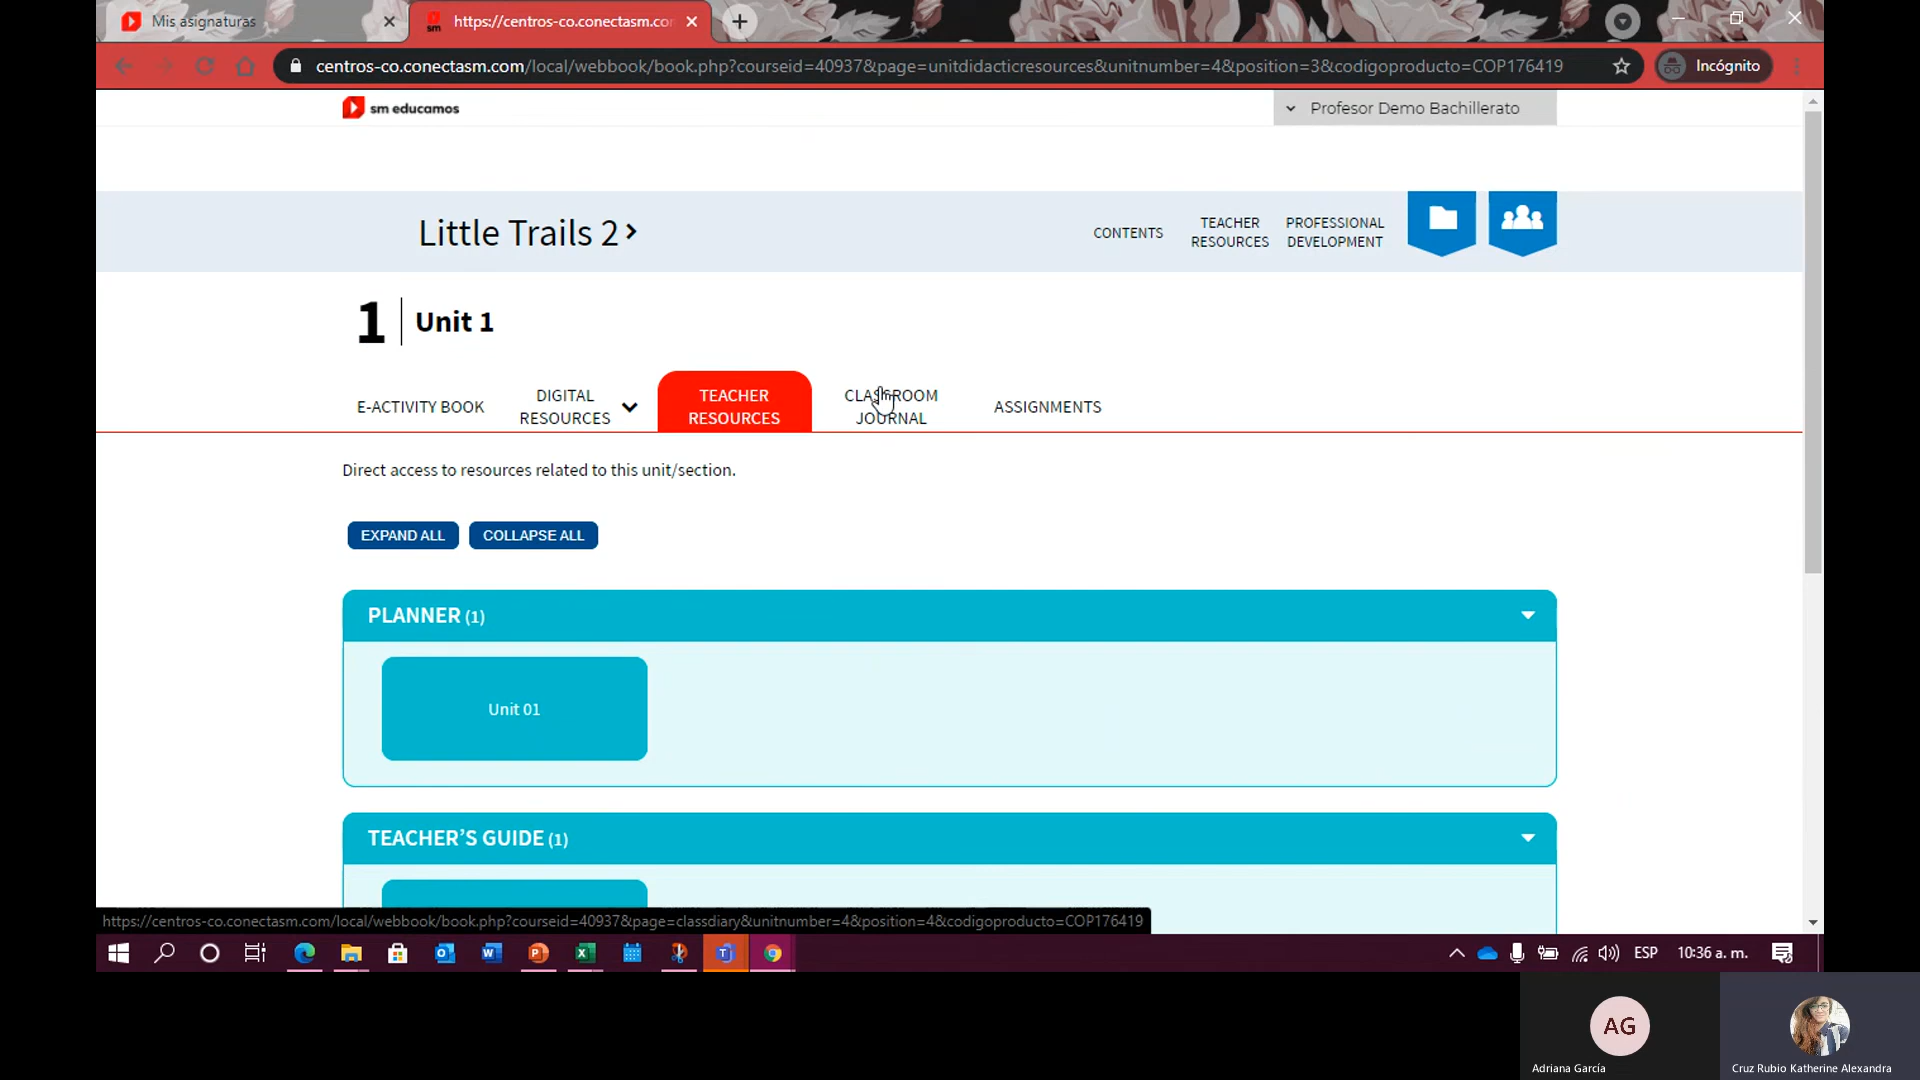 Mis asignaturas
https://centros-co.conectasm.co
centros-co.conectasm.com/local/webbook/book.php?courseid=40937&page=unitdidacticresources&unitnumber=4&position=3&codigoproducto=COP176419
Incógnito
sm educamos
Profesor Demo Bachillerato
Little Trails 2
CONTENTS
TEACHER
RESOURCES
PROFESSIONAL
DEVELOPMENT
1
Unit 1
E-ACTIVITY BOOK
DIGITAL
RESOURCES
TEACHER
RESOURCES
CLASSROOM
JOURNAL
ASSIGNMENTS
Direct access to resources related to this unit/section.
EXPAND ALL
COLLAPSE ALL
PLANNER (1)
Unit 01
TEACHER’S GUIDE (1)
https://centros-co.conectasm.com/local/webbook/book.php?courseid=40937&page=classdiary&unitnumber=4&position=4&codigoproducto=COP176419
ESP
10:36 a. m.
AG
Adriana García
Cruz Rubio Katherine Alexandra